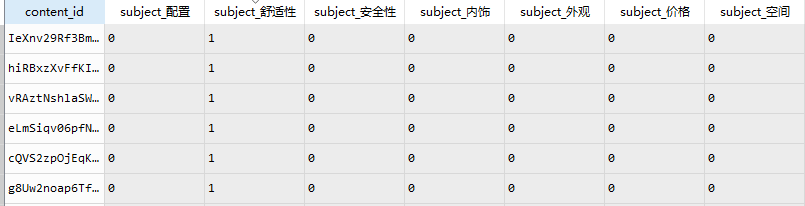 content_id subject_配置 subject_舒适性 subject_安全性 subject_内饰 subject_外观 subject_价格 subject_空间
IeXnv29Rf3Bm… 0 1 0 0 0 0 0
hiRBxzXvFfKI… 0 1 0 0 0 0 0
vRAztNshlaSW… 0 1 0 0 0 0 0
eLmSiqv06pfN… 0 1 0 0 0 0 0
cQVS2zpOjEqK… 0 1 0 0 0 0 0
g8Uw2noap6Tf… 0 1 0 0 0 0 0